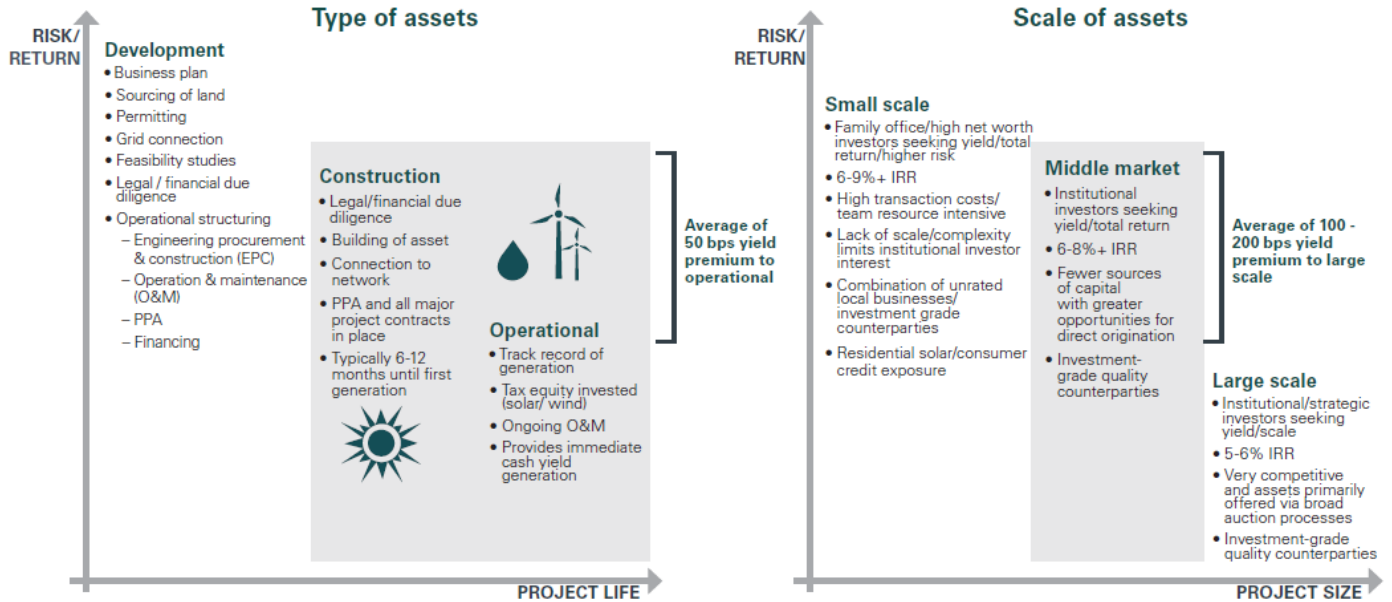 Type of assets
RISK/
RETURN
Development
• Business plan
• Sourcing of land
• Permitting
• Grid connection
• Feasibility studies
• Legal / financial due
diligence
• Operational structuring
– Engineering procurement
& construction (EPC)
– Operation & maintenance
(O&M)
– PPA
– Financing
Construction
• Legal/financial due
diligence
• Building of asset
• Connection to
network
• PPA and all major
project contracts
in place
• Typically 6-12
months until first
generation
Operational
• Track record of
generation
• Tax equity invested
(solar/ wind)
• Ongoing O&M
• Provides immediate
cash yield
generation
Average of
50 bps yield
premium to
operational
PROJECT LIFE
Scale of assets
RISK/
RETURN
Small scale
• Family office/high net worth
investors seeking yield/total
return/higher risk
• 6-9%+ IRR
• High transaction costs/
team resource intensive
• Lack of scale/complexity
limits institutional investor
interest
• Combination of unrated
local businesses/
investment grade
counterparties
• Residential solar/consumer
credit exposure
Middle market
• Institutional
investors seeking
yield/total return
• 6-8%+ IRR
• Fewer sources
of capital
with greater
opportunities for
direct origination
• Investment-
grade quality
counterparties
Average of 100 -
200 bps yield
premium to large
scale
Large scale
• Institutional/strategic
investors seeking
yield/scale
• 5-6% IRR
• Very competitive
and assets primarily
offered via broad
auction processes
• Investment-grade
quality counterparties
PROJECT SIZE